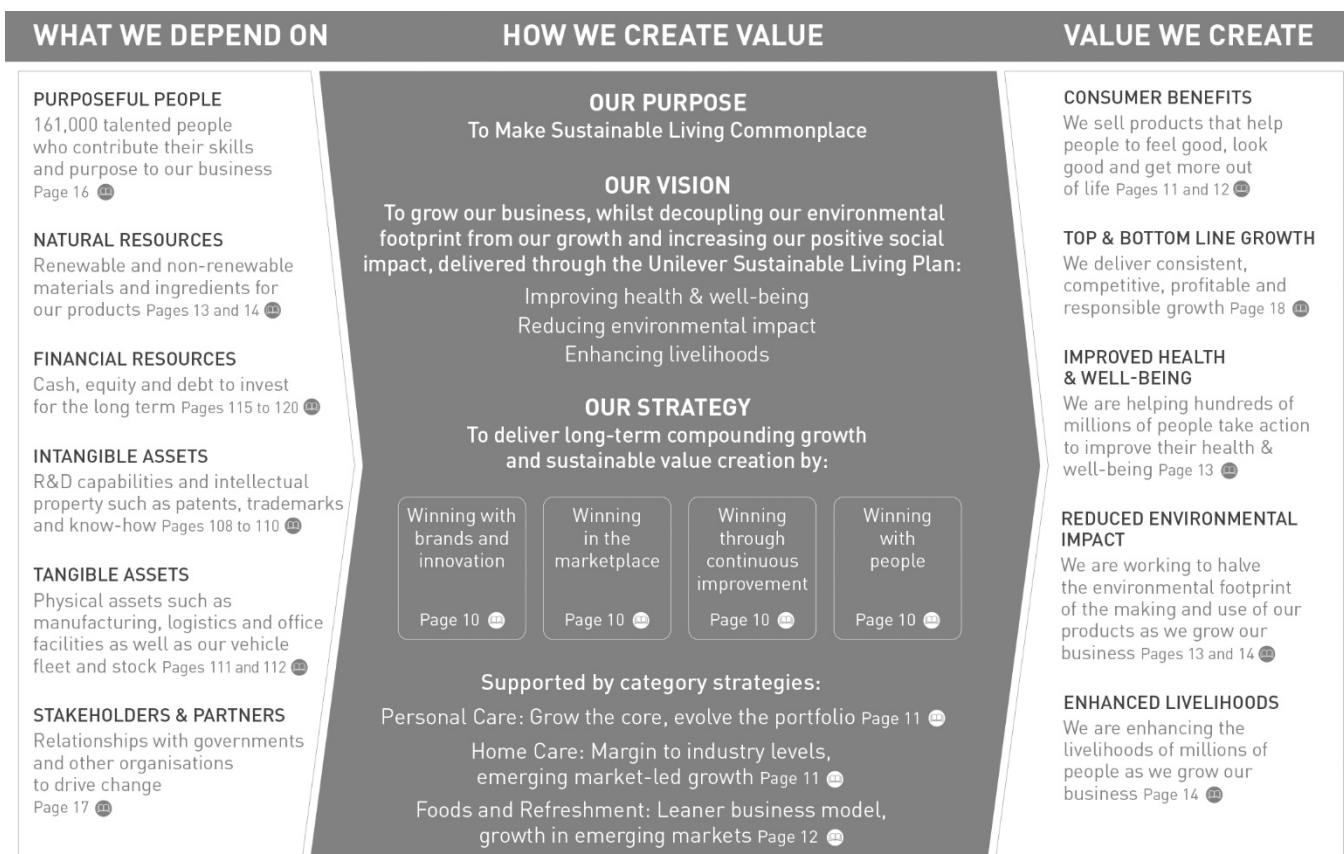 WHAT WE DEPEND ON
HOW WE CREATE VALUE
VALUE WE CREATE
PURPOSEFUL PEOPLE
161,000 talented people
who contribute their skills
and purpose to our business
Page 16
NATURAL RESOURCES
Renewable and non-renewable
materials and ingredients for
our products Pages 13 and 14
FINANCIAL RESOURCES
Cash, equity and debt to invest
for the long term Pages 115 to 120
INTANGIBLE ASSETS
R&D capabilities and intellectual
property such as patents, trademarks
and know-how Pages 108 to 110
TANGIBLE ASSETS
Physical assets such as
manufacturing, logistics and office
facilities as well as our vehicle
fleet and stock Pages 111 and 112
STAKEHOLDERS & PARTNERS
Relationships with governments
and other organisations
to drive change
Page 17
OUR PURPOSE
To Make Sustainable Living Commonplace
OUR VISION
To grow our business, whilst decoupling our environmental
footprint from our growth and increasing our positive social
impact, delivered through the Unilever Sustainable Living Plan:
Improving health & well-being
Reducing environmental impact
Enhancing livelihoods
OUR STRATEGY
To deliver long-term compounding growth
and sustainable value creation by:
Winning with
brands and
innovation
Page 10
Winning
in the
marketplace
Page 10
Winning
through
continuous
improvement
Page 10
Winning
with
people
Page 10
Supported by category strategies:
Personal Care: Grow the core, evolve the portfolio Page 11
Home Care: Margin to industry levels,
emerging market-led growth Page 11
Foods and Refreshment: Leaner business model,
growth in emerging markets Page 12
CONSUMER BENEFITS
We sell products that help
people to feel good, look
good and get more out
of life Pages 11 and 12
TOP & BOTTOM LINE GROWTH
We deliver consistent,
competitive, profitable and
responsible growth Page 18
IMPROVED HEALTH
& WELL-BEING
We are helping hundreds of
millions of people take action
to improve their health &
well-being Page 13
REDUCED ENVIRONMENTAL
IMPACT
We are working to halve
the environmental footprint
of the making and use of our
products as we grow our
business Pages 13 and 14
ENHANCED LIVELIHOODS
We are enhancing the
livelihoods of millions of
people as we grow our
business Page 14